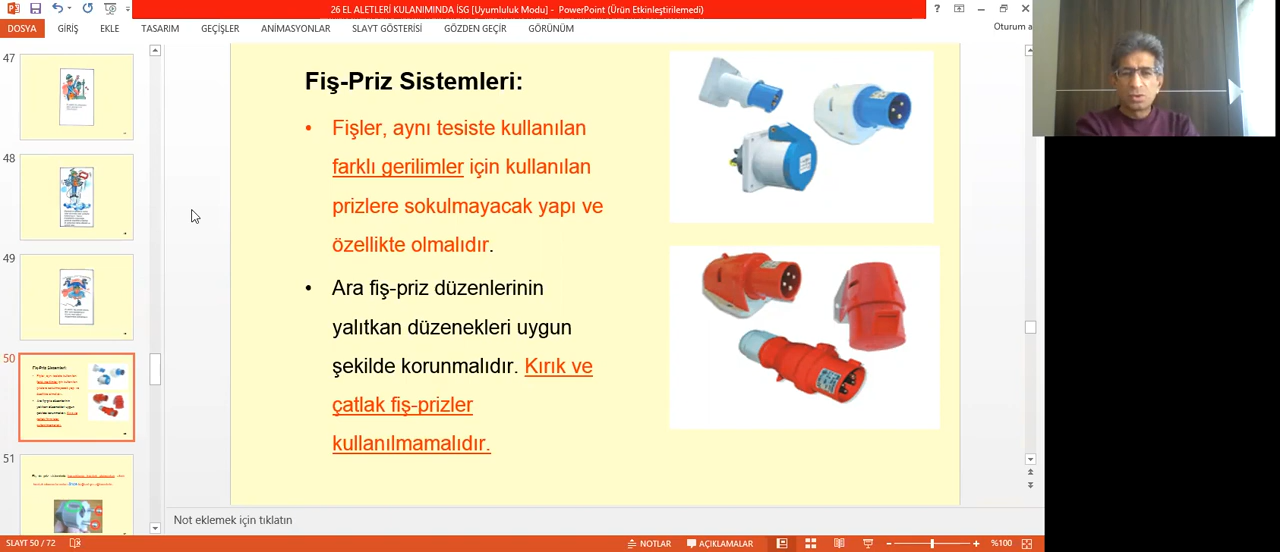 26 EL ALETLERİ KULANIMINDA İSG [Uyumluluk Modu] - PowerPoint (Ürün Etkinleştirilemedi)
DOSYA GİRİŞ EKLE TASARIM GEÇİŞLER ANİMASYONLAR SLAYT GÖSTERİSİ GÖZDEN GEÇİR GÖRÜNÜM Oturum a
47
48
49
50
51
Fiş-Priz Sistemleri:
• Fişler, aynı tesiste kullanılan
farklı gerilimler için kullanılan
prizlere sokulmayacak yapı ve
özellikte olmalıdır.
• Ara fiş-priz düzenlerinin
yalıtkan düzenekleri uygun
şekilde korunmalıdır. Kırık ve
çatlak fiş-prizler
kullanılmamalıdır.
Not eklemek için tıklatın
SLAYT 50 / 72 NOTLAR AÇIKLAMALAR %100